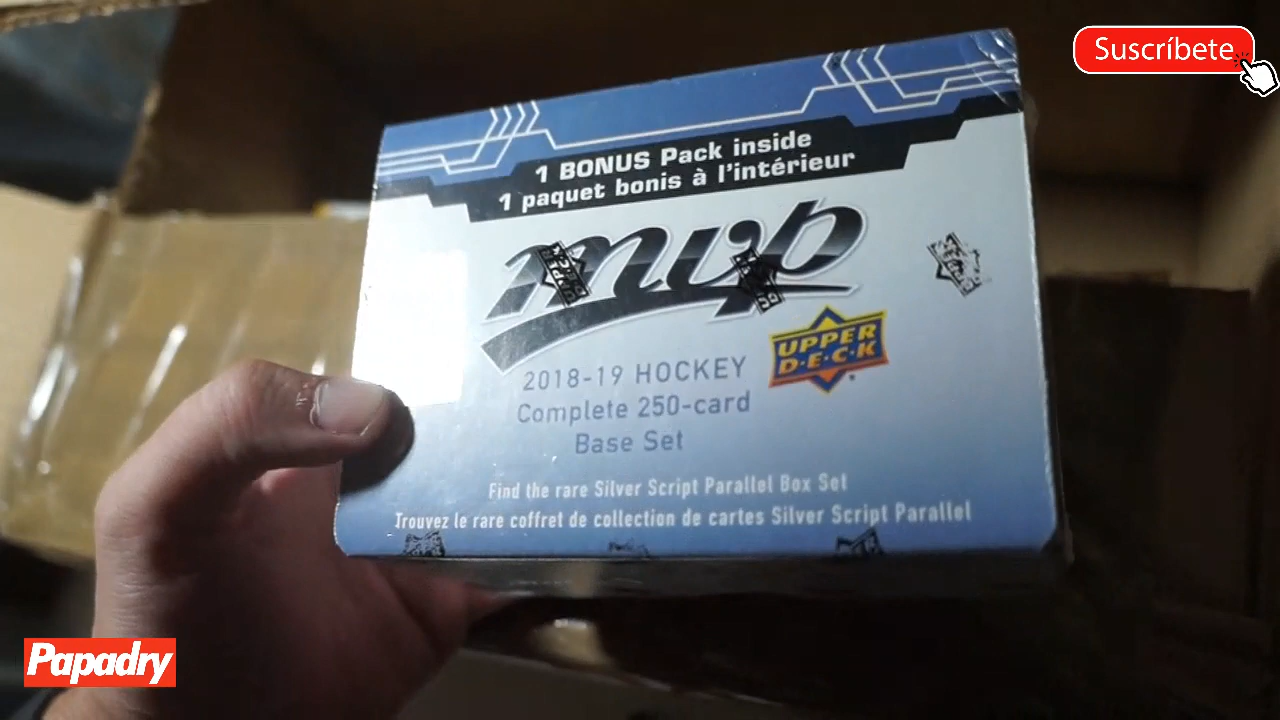 Suscríbete
1 BONUS Pack inside
1 paquet bonis à l'intérieur
mvp
UPPER
D·E·C·K
2018-19 HOCKEY
Complete 250-card
Base Set
Find the rare Silver Script Parallel Box Set
Trouvez le rare coffret de collection de cartes Silver Script Parallel
Papadry